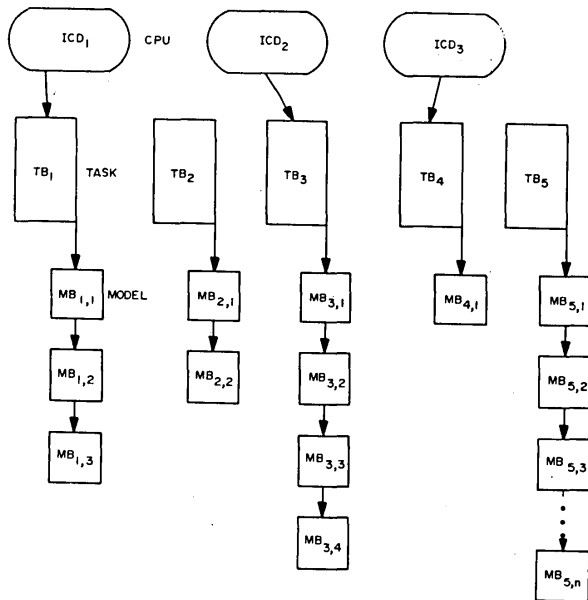 ICD₁ CPU ICD₂ ICD₃
TB₁ TASK TB₂ TB₃ TB₄ TB₅
MB₁,₁ MODEL MB₂,₁ MB₃,₁ MB₄,₁ MB₅,₁
MB₁,₂ MB₂,₂ MB₃,₂ MB₅,₂
MB₁,₃ MB₃,₃ MB₅,₃
MB₃,₄
MB₅,ₙ